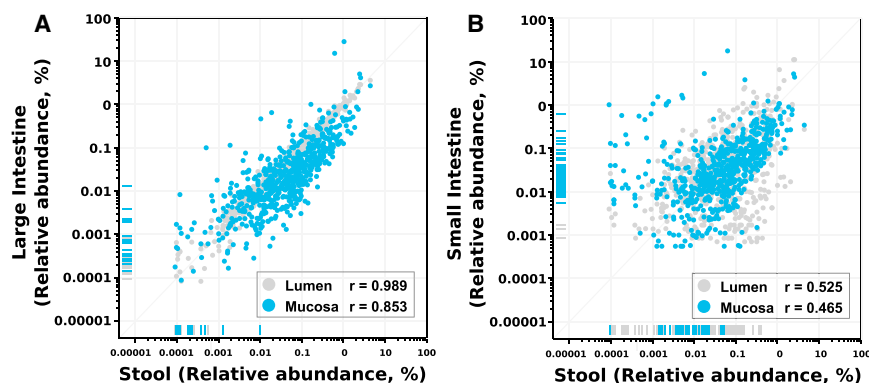 A
100
0
0.1
0.01
0.001
0.0001
0.00001
Large Intestine
(Relative abundance, %)
Lumen r = 0.989
Mucosa r = 0.853
0.00001 0.0001 0.001 0.01 0.1 0 100
Stool (Relative abundance, %)
B
100
10
0
0.1
0.01
0.001
0.0001
0.00001
Small Intestine
(Relative abundance, %)
Lumen r = 0.525
Mucosa r = 0.465
0.00001 0.0001 0.001 0.01 0.1 0 100
Stool (Relative abundance, %)